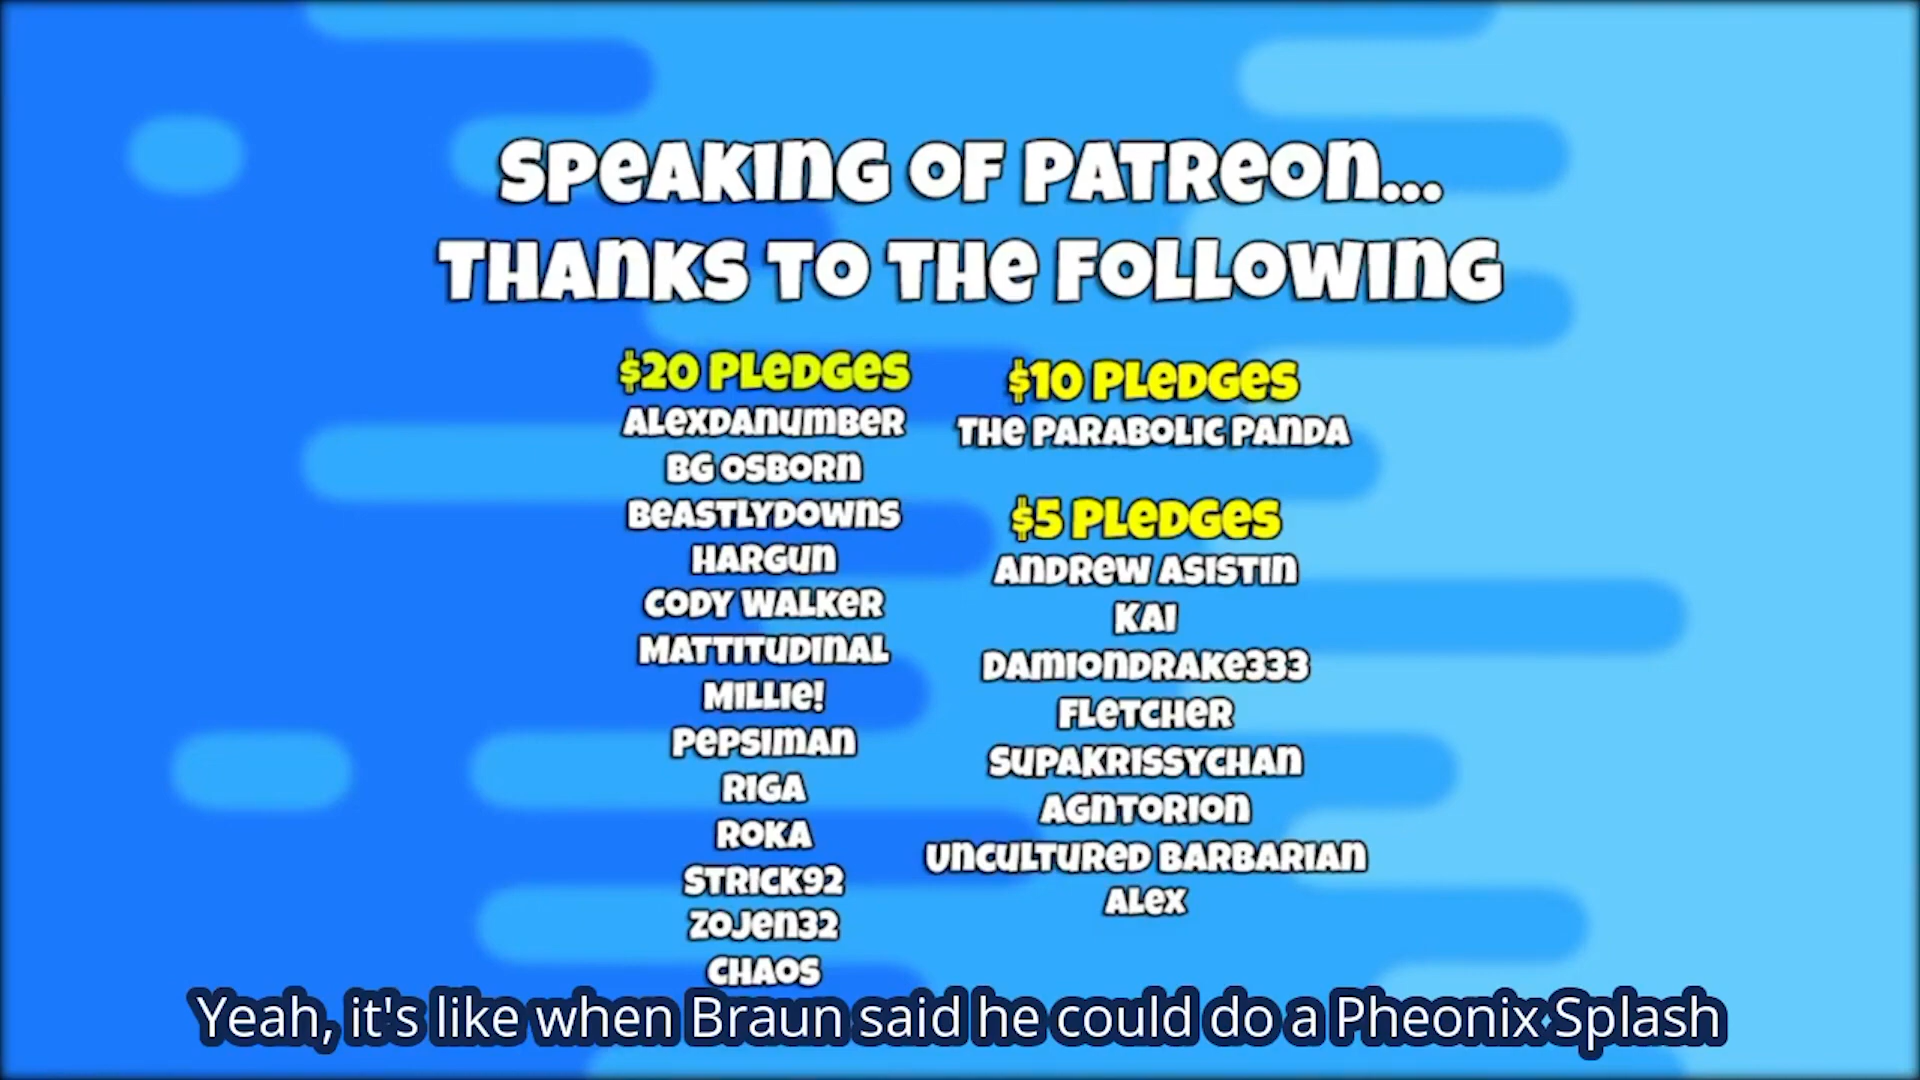 SPEAKING OF PATREON...
THANKS TO THE FOLLOWING
$20 PLEDGES
ALEXDANUMBER
BG OSBORN
BEASTLYDOWNS
HARGUN
CODY WALKER
MATTITUDINAL
MILLIE!
PEPSIMAN
RIGA
ROKA
STRICK92
ZOJEN32
CHAOS
$10 PLEDGES
THE PARABOLIC PANDA
$5 PLEDGES
ANDREW ASISTIN
KAI
DAMIONDRAKE333
FLETCHER
SUPAKRISSYCHAN
AGNTORION
UNCULTURED BARBARIAN
ALEX
Yeah, it's like when Braun said he could do a Pheonix Splash